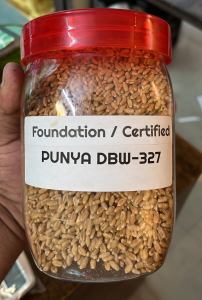 Foundation / Certified
PUNYA DBW-327